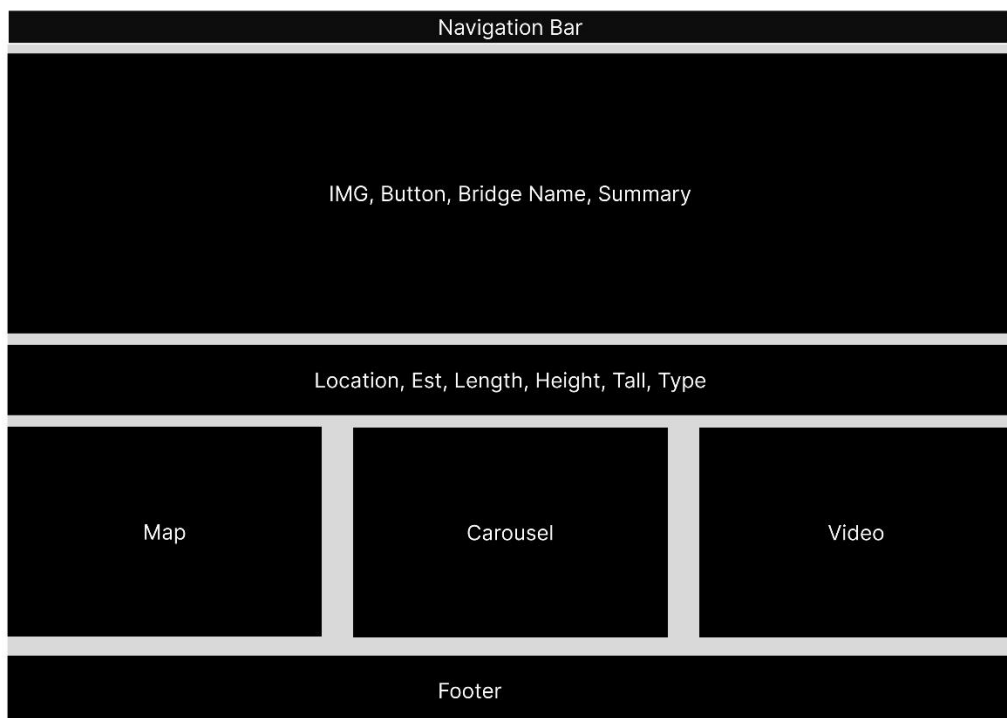 Navigation Bar
IMG, Button, Bridge Name, Summary
Location, Est, Length, Height, Tall, Type
Map
Carousel
Video
Footer